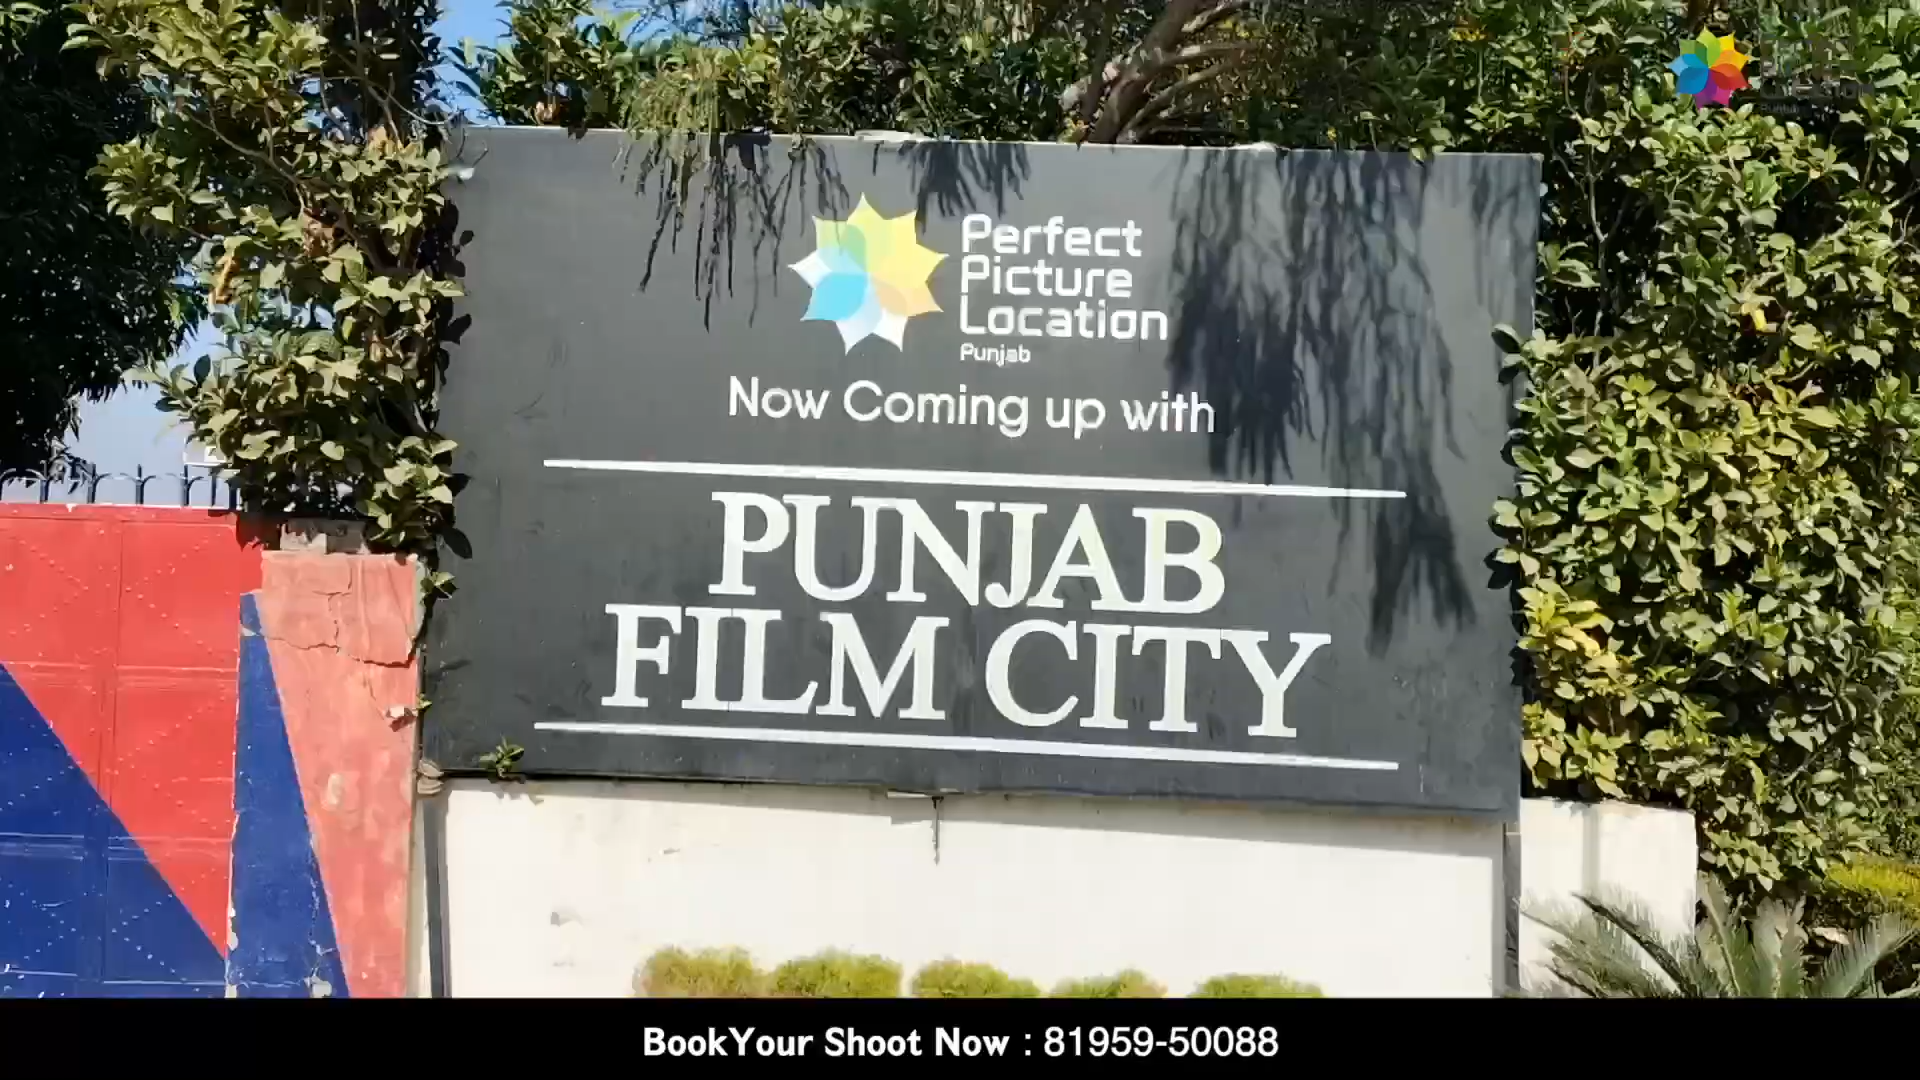 Perfect
Picture
Location
Punjab
Now Coming up with
PUNJAB
FILM CITY
BookYour Shoot Now : 81959-50088